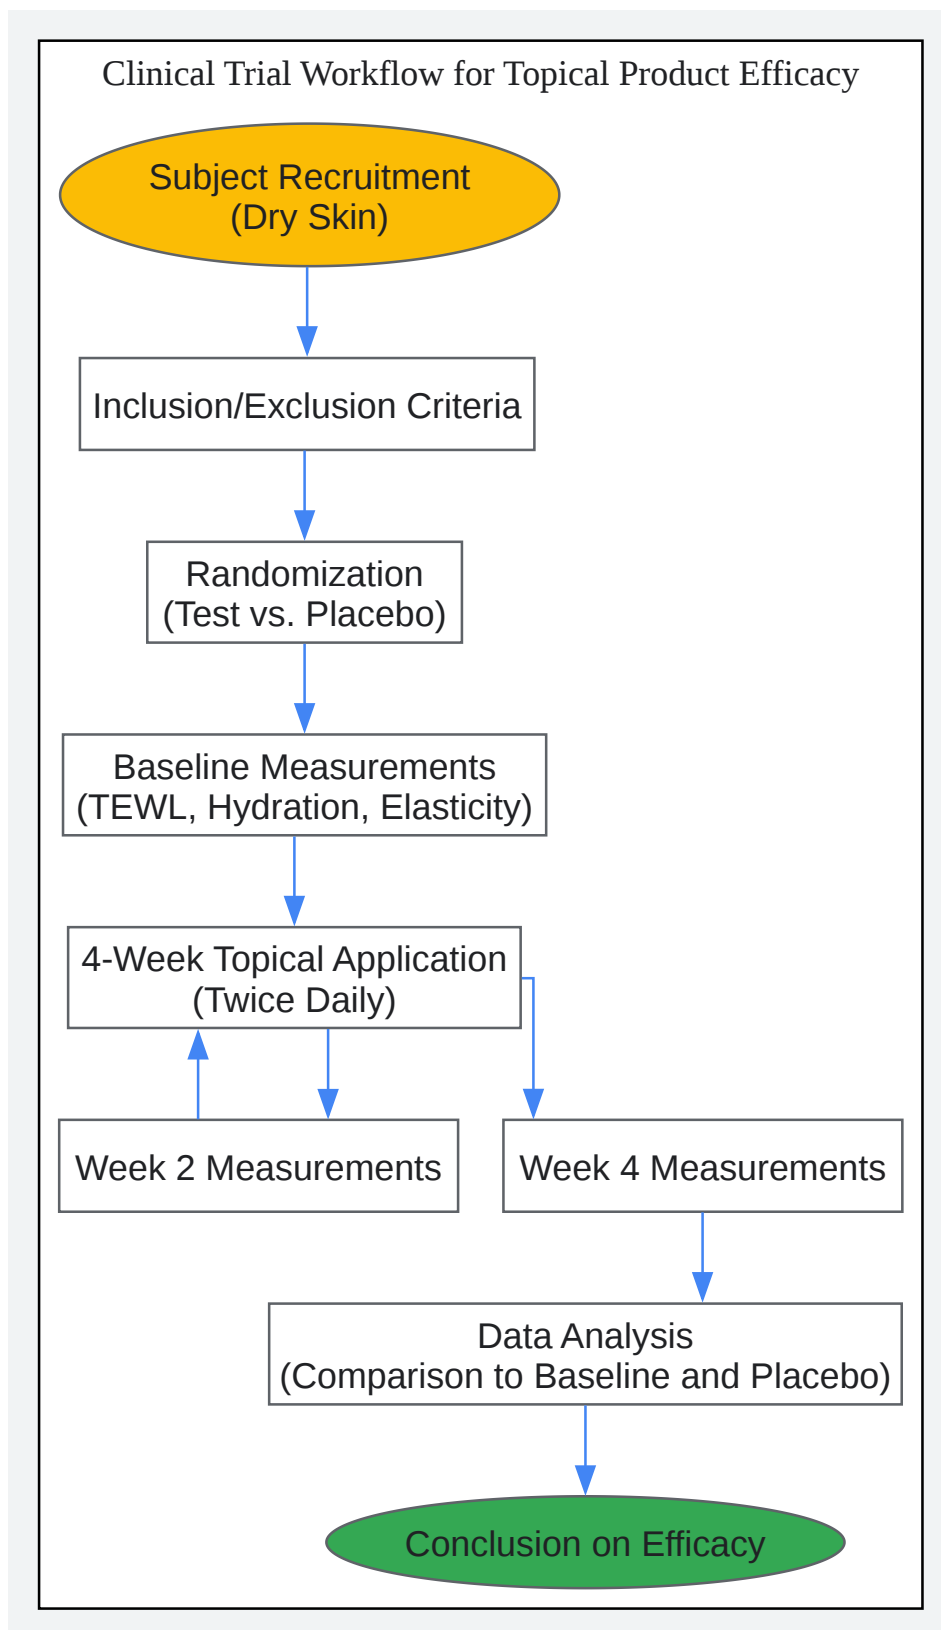 Clinical Trial Workflow for Topical Product Efficacy
Subject Recruitment
(Dry Skin)
Inclusion/Exclusion Criteria
Randomization
(Test vs. Placebo)
Baseline Measurements
(TEWL, Hydration, Elasticity)
4-Week Topical Application
(Twice Daily)
Week 2 Measurements
Week 4 Measurements
Data Analysis
(Comparison to Baseline and Placebo)
Conclusion on Efficacy